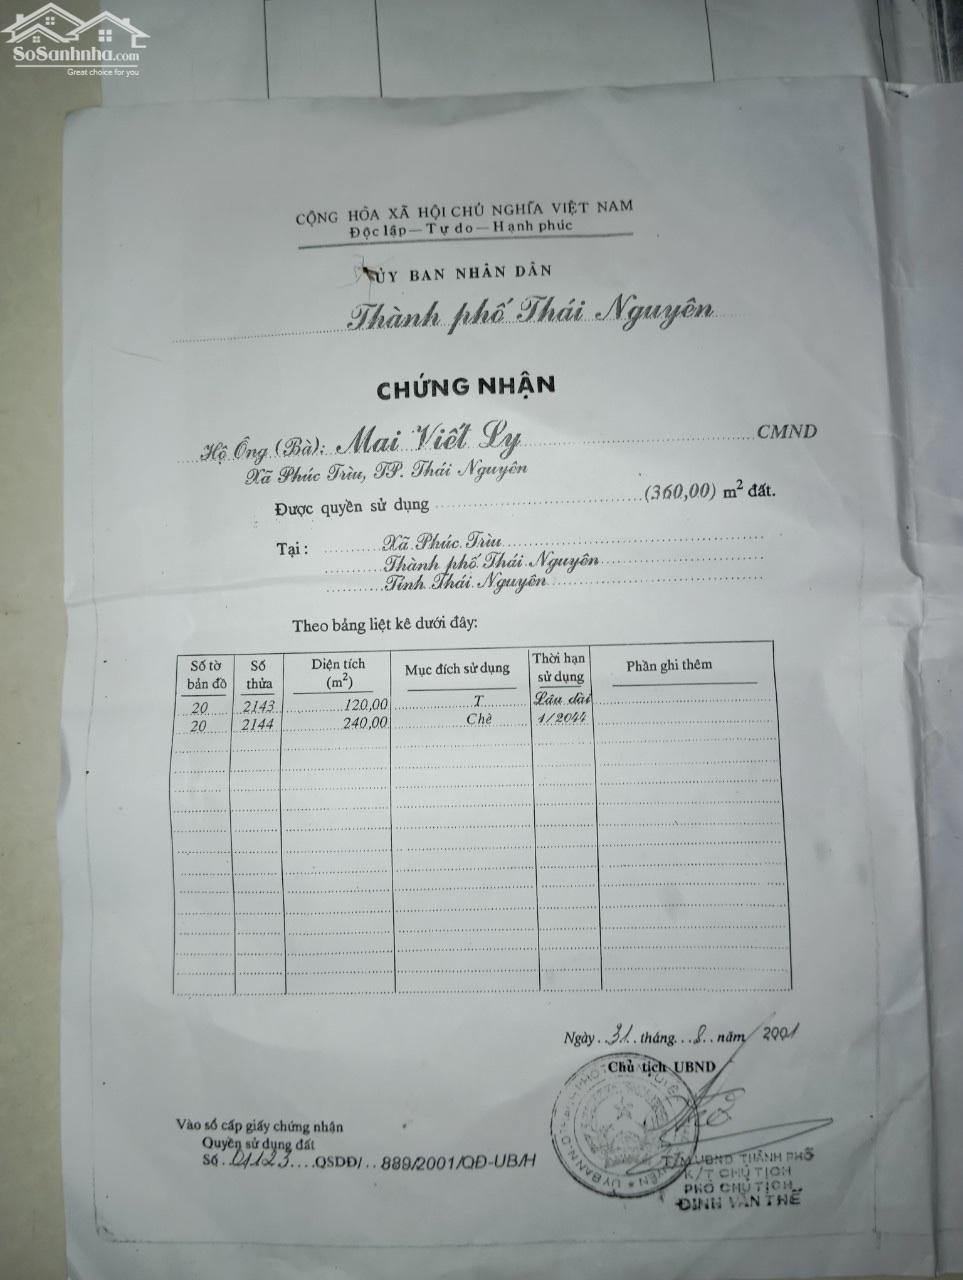 SoSanhnha.com
Great choice for you
CỘNG HÒA XÃ HỘI CHỦ NGHĨA VIỆT NAM
Độc lập — Tự do — Hạnh phúc
ỦY BAN NHÂN DÂN
Thành phố Thái Nguyên
CHỨNG NHẬN
Hộ Ông (Bà): Mai Viết Ly CMND
Xã Phúc Trìu, TP. Thái Nguyên
Được quyền sử dụng (360,00) m² đất.
Tại : Xã Phúc Trìu
Thành phố Thái Nguyên
Tỉnh Thái Nguyên
Theo bảng liệt kê dưới đây:
Số tờ bản đồ Số thửa Diện tích (m²) Mục đích sử dụng Thời hạn sử dụng Phần ghi thêm
20 2143 120,00 T Lâu dài
20 2144 240,00 Chè 1/2044
Ngày 31 tháng 8 năm 2001
Chủ tịch UBND
Vào sổ cấp giấy chứng nhận
Quyền sử dụng đất
Số 01123 QSDĐ/ 889/2001/QĐ-UB/H
T/M UBND THÀNH PHỐ
K/T CHỦ TỊCH
PHÓ CHỦ TỊCH
ĐINH VĂN THỂ